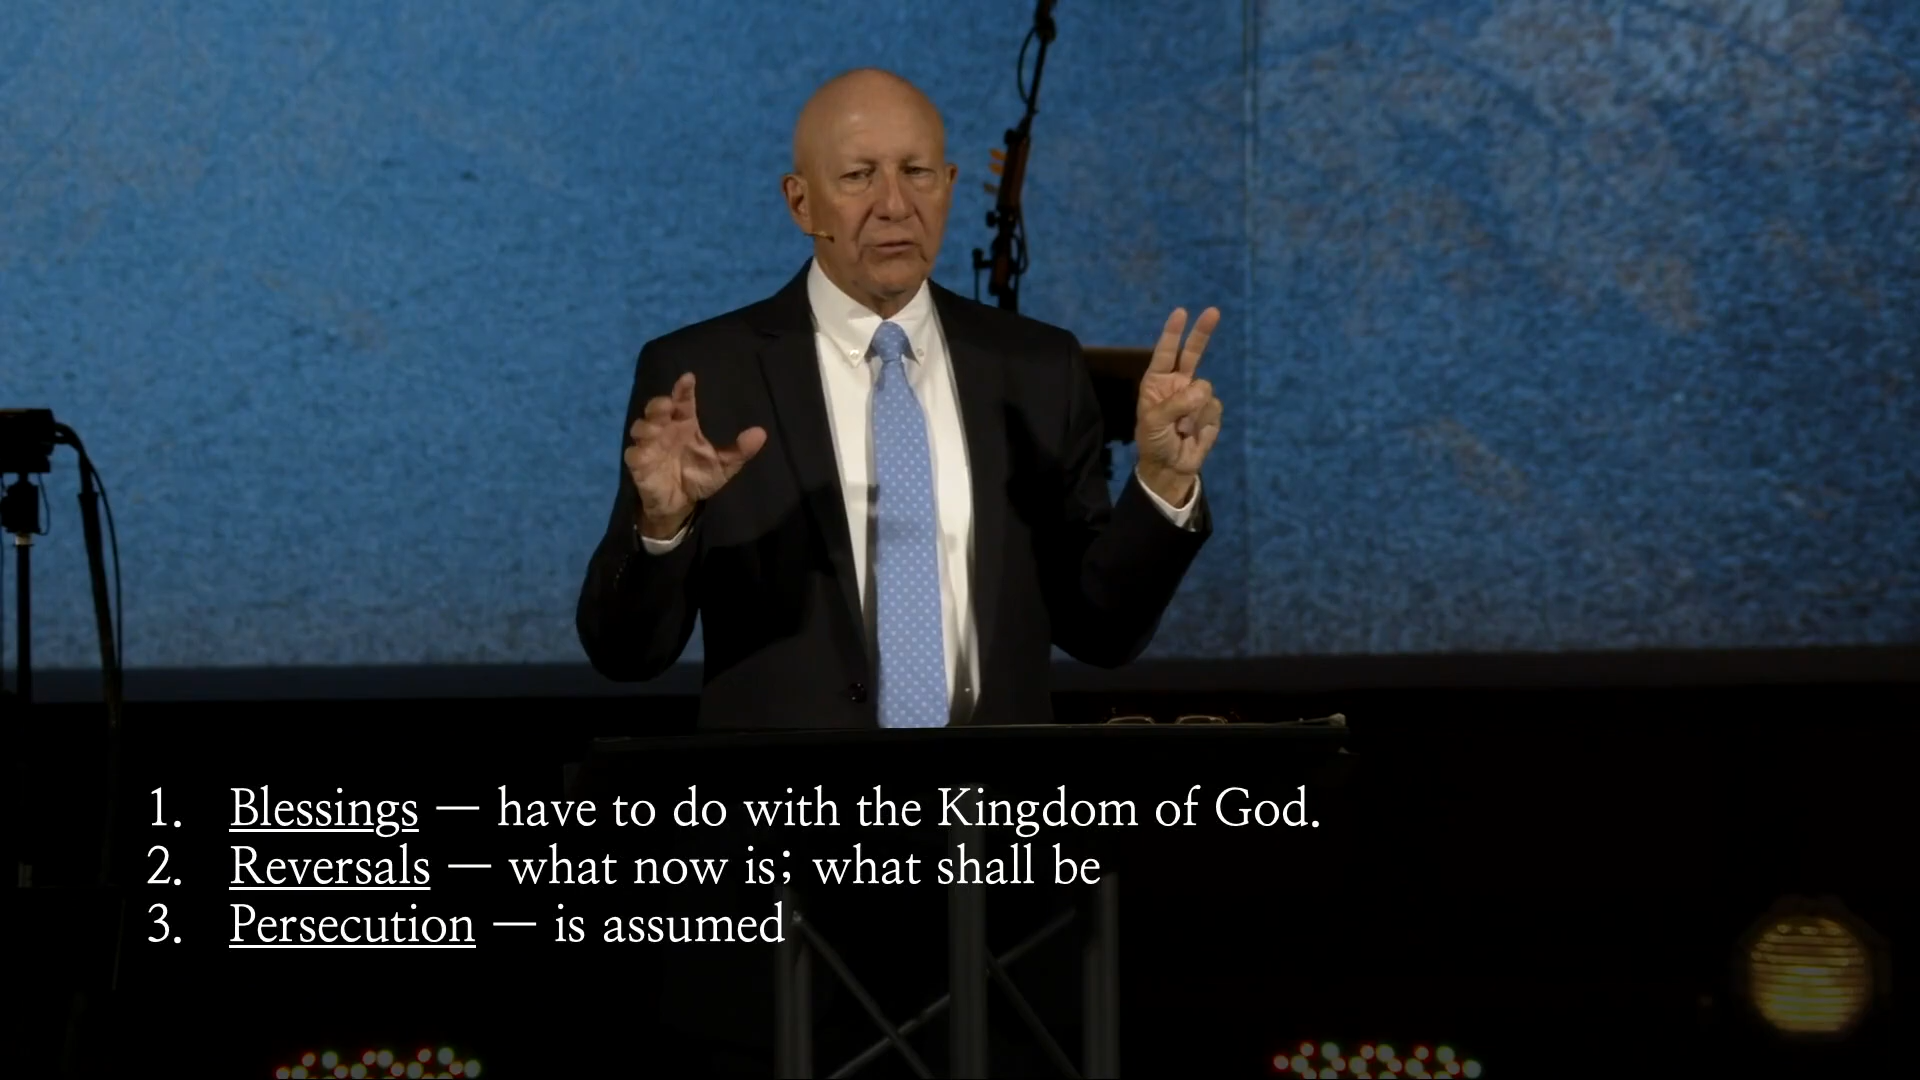 1. Blessings — have to do with the Kingdom of God.
2. Reversals — what now is; what shall be
3. Persecution — is assumed